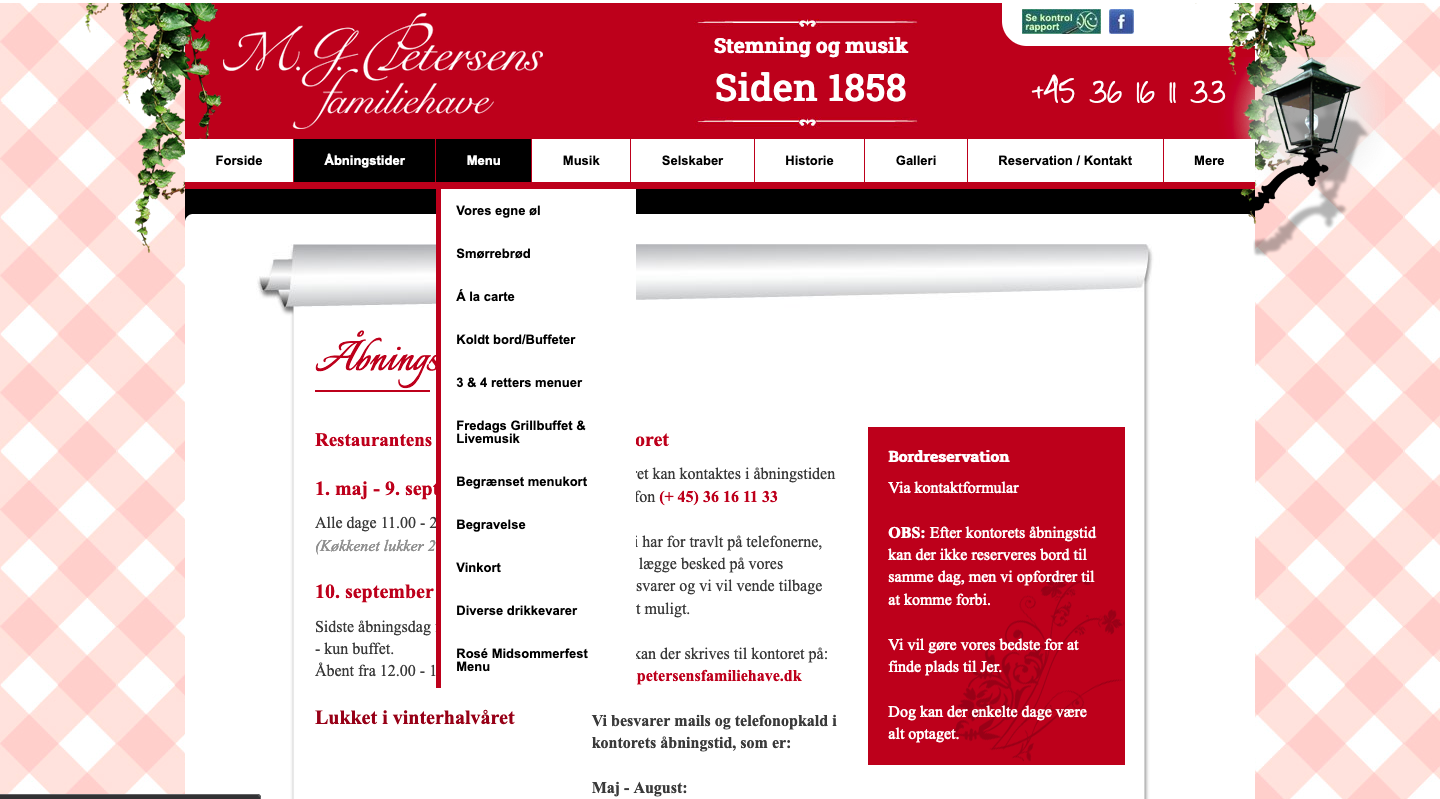 M. G. Petersens
familiehave
Stemning og musik
Siden 1858
Se kontrol
rapport
f
+45 36 16 11 33
Forside
Åbningstider
Menu
Musik
Selskaber
Historie
Galleri
Reservation / Kontakt
Mere
Vores egne øl
Smørrebrød
Á la carte
Koldt bord/Buffeter
3 & 4 retters menuer
Fredags Grillbuffet &
Livemusik
Begrænset menukort
Begravelse
Vinkort
Diverse drikkevarer
Rosé Midsommerfest
Menu
Åbnings
Restaurantens
1. maj - 9. sept
Alle dage 11.00 - 2
(Køkkenet lukker 2
10. september
Sidste åbningsdag
- kun buffet.
Åbent fra 12.00 - 1
Lukket i vinterhalvåret
oret
et kan kontaktes i åbningstiden
fon (+ 45) 36 16 11 33
i har for travlt på telefonerne,
lægge besked på vores
svarer og vi vil vende tilbage
t muligt.
kan der skrives til kontoret på:
petersensfamiliehave.dk
Vi besvarer mails og telefonopkald i
kontorets åbningstid, som er:
Maj - August:
Bordreservation
Via kontaktformular
OBS: Efter kontorets åbningstid
kan der ikke reserveres bord til
samme dag, men vi opfordrer til
at komme forbi.
Vi vil gøre vores bedste for at
finde plads til Jer.
Dog kan der enkelte dage være
alt optaget.